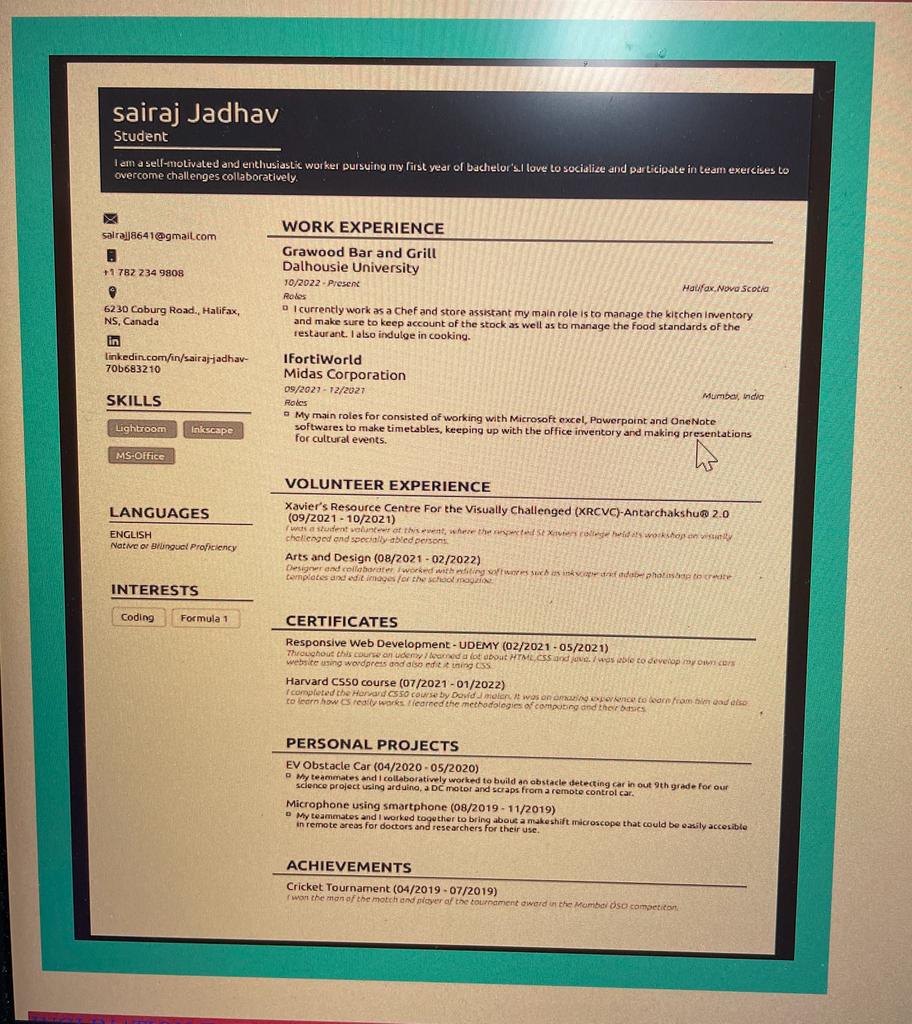 sairaj Jadhav
Student
I am a self-motivated and enthusiastic worker pursuing my first year of bachelor's.I love to socialize and participate in team exercises to
overcome challenges collaboratively.
sairajj8641@gmail.com
+1 782 234 9808
6230 Coburg Road., Halifax,
NS, Canada
linkedin.com/in/sairaj-jadhav-
70b683210
SKILLS
Lightroom
Inkscape
MS-Office
LANGUAGES
ENGLISH
Native or Bilingual Proficiency
INTERESTS
Coding
Formula 1
WORK EXPERIENCE
Grawood Bar and Grill
Dalhousie University
10/2022 - Present
Halifax,Nova Scotia
Roles
I currently work as a Chef and store assistant my main role is to manage the kitchen inventory
and make sure to keep account of the stock as well as to manage the food standards of the
restaurant. I also indulge in cooking.
IfortiWorld
Midas Corporation
09/2021 - 12/2021
Mumbai, India
Roles
My main roles for consisted of working with Microsoft excel, Powerpoint and OneNote
softwares to make timetables, keeping up with the office inventory and making presentations
for cultural events.
VOLUNTEER EXPERIENCE
Xavier's Resource Centre For the Visually Challenged (XRCVC)-Antarchakshu® 2.0
(09/2021 - 10/2021)
I was a student volunteer at this event, where the respected St Xaviers college held its workshop on visually
challenged and specially-abled persons.
Arts and Design (08/2021 - 02/2022)
Designer and collaborater. I worked with editing softwares such as inkscape and adobe photoshop to create
templates and edit images for the school magzine.
CERTIFICATES
Responsive Web Development - UDEMY (02/2021 - 05/2021)
Throughout this course on udemy I learned a lot about HTML,CSS and java. I was able to develop my own cars
website using wordpress and also edit it using CSS.
Harvard CS50 course (07/2021 - 01/2022)
I completed the Harvard CS50 course by David J malan. It was an amazing experience to learn from him and also
to learn how CS really works. I learned the methodologies of computing and their basics.
PERSONAL PROJECTS
EV Obstacle Car (04/2020 - 05/2020)
My teammates and I collaboratively worked to build an obstacle detecting car in out 9th grade for our
science project using arduino, a DC motor and scraps from a remote control car.
Microphone using smartphone (08/2019 - 11/2019)
My teammates and I worked together to bring about a makeshift microscope that could be easily accesible
in remote areas for doctors and researchers for their use.
ACHIEVEMENTS
Cricket Tournament (04/2019 - 07/2019)
I won the man of the match and player of the tournament award in the Mumbai DSO competiton.